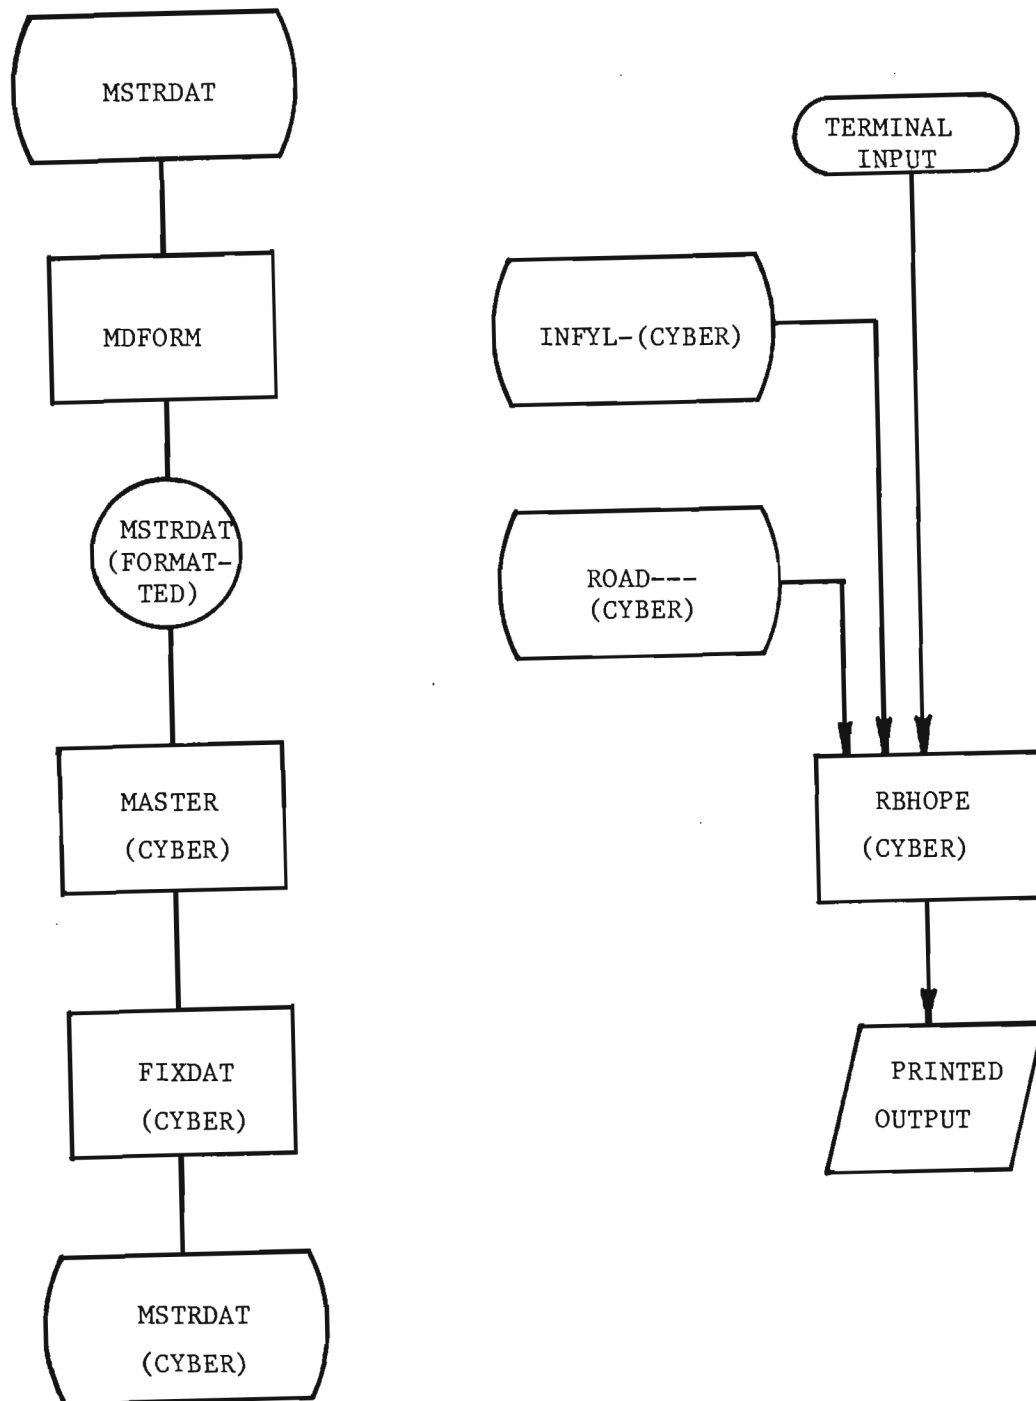 MSTRDAT
MDFORM
MSTRDAT
(FORMAT-
TED)
MASTER
(CYBER)
FIXDAT
(CYBER)
MSTRDAT
(CYBER)
TERMINAL
INPUT
INFYL-(CYBER)
ROAD---
(CYBER)
RBHOPE
(CYBER)
PRINTED
OUTPUT